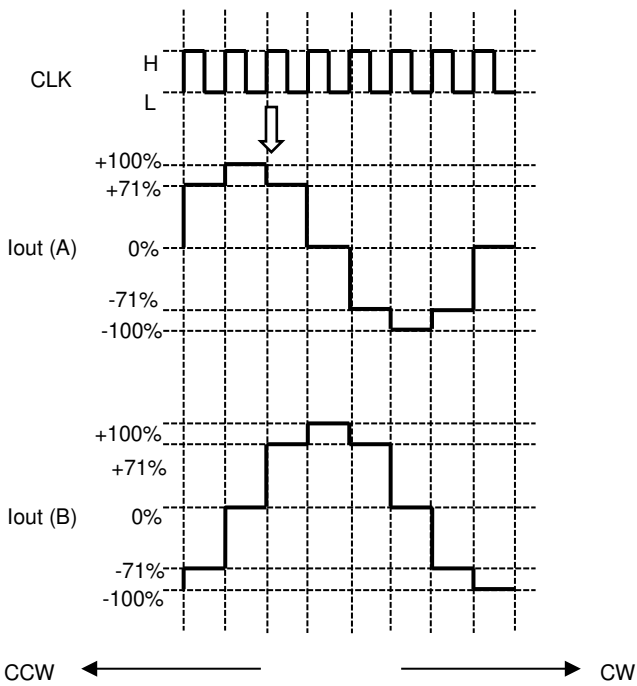 CLK
H
L
Iout (A)
+100%
+71%
0%
-71%
-100%
Iout (B)
+100%
+71%
0%
-71%
-100%
CCW
CW